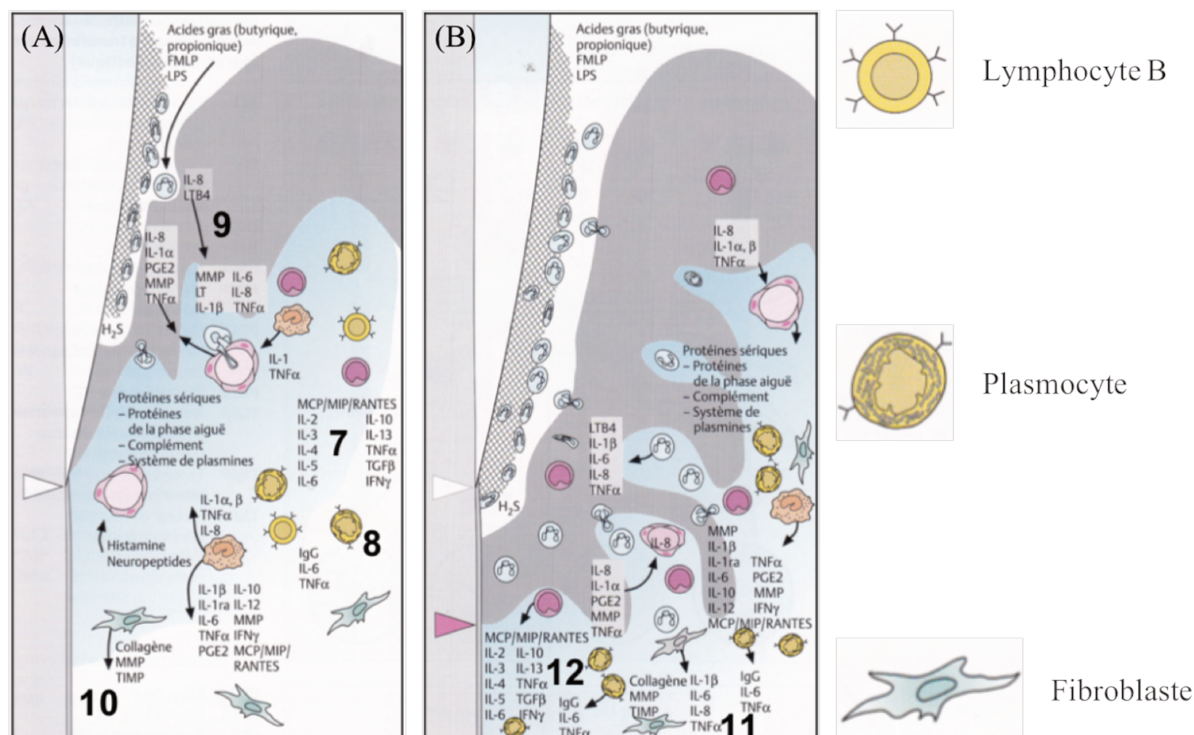 (A)
Acides gras (butyrique,
propionique)
FMLP
LPS
IL-8
LTB4
9
IL-8
IL-1α
PGE2
MMP
TNFα
MMP IL-6
LT IL-8
IL-1β TNFα
H₂S
IL-1
TNFα
Protéines sériques
– Protéines
de la phase aiguë
– Complément
– Système de plasmines
MCP/MIP/RANTES
IL-2 IL-10
IL-3 IL-13
IL-4 TNFα
IL-5 TGFβ
IL-6 IFNγ
7
IL-1α, β
TNFα
IL-8
8
Histamine
Neuropeptides
IgG
IL-6
TNFα
IL-1β IL-10
IL-1ra IL-12
IL-6 MMP
TNFα IFNγ
PGE2 MCP/MIP/
RANTES
Collagène
MMP
TIMP
10
(B)
Acides gras (butyrique,
propionique)
FMLP
LPS
IL-8
IL-1α, β
TNFα
Protéines sériques
– Protéines
de la phase aiguë
– Complément
– Système de
plasmines
LTB4
IL-1β
IL-6
IL-8
TNFα
H₂S
IL-8
IL-8
IL-1α
PGE2
MMP
TNFα
MMP
IL-1β
IL-1ra TNFα
IL-6 PGE2
IL-10 MMP
IL-12 IFNγ
MCP/MIP/RANTES
MCP/MIP/RANTES
IL-2 IL-10
IL-3 IL-13
IL-4 TNFα
IL-5 TGFβ
IL-6 IFNγ
12
IgG
IL-6
TNFα
Collagène
MMP
TIMP
IL-1β
IL-6
IL-8
TNFα
11
IgG
IL-6
TNFα
Lymphocyte B
Plasmocyte
Fibroblaste